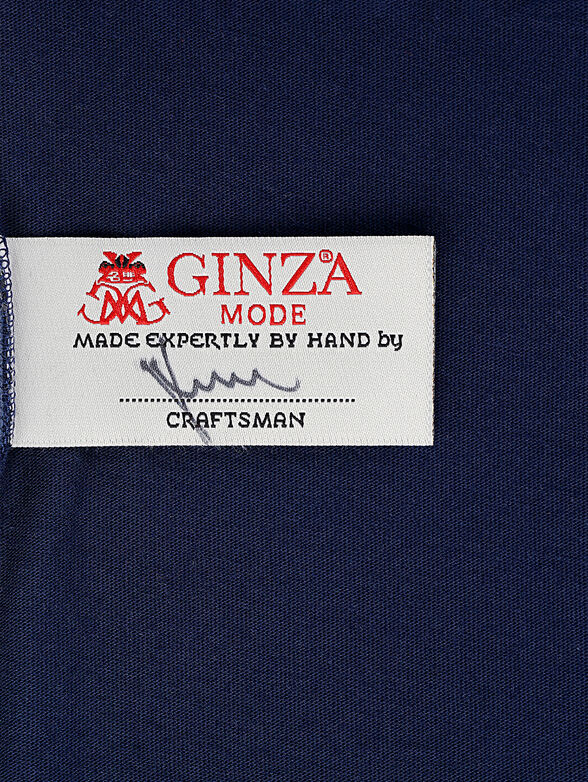 GINZA®
MODE
MADE EXPERTLY BY HAND by
CRAFTSMAN